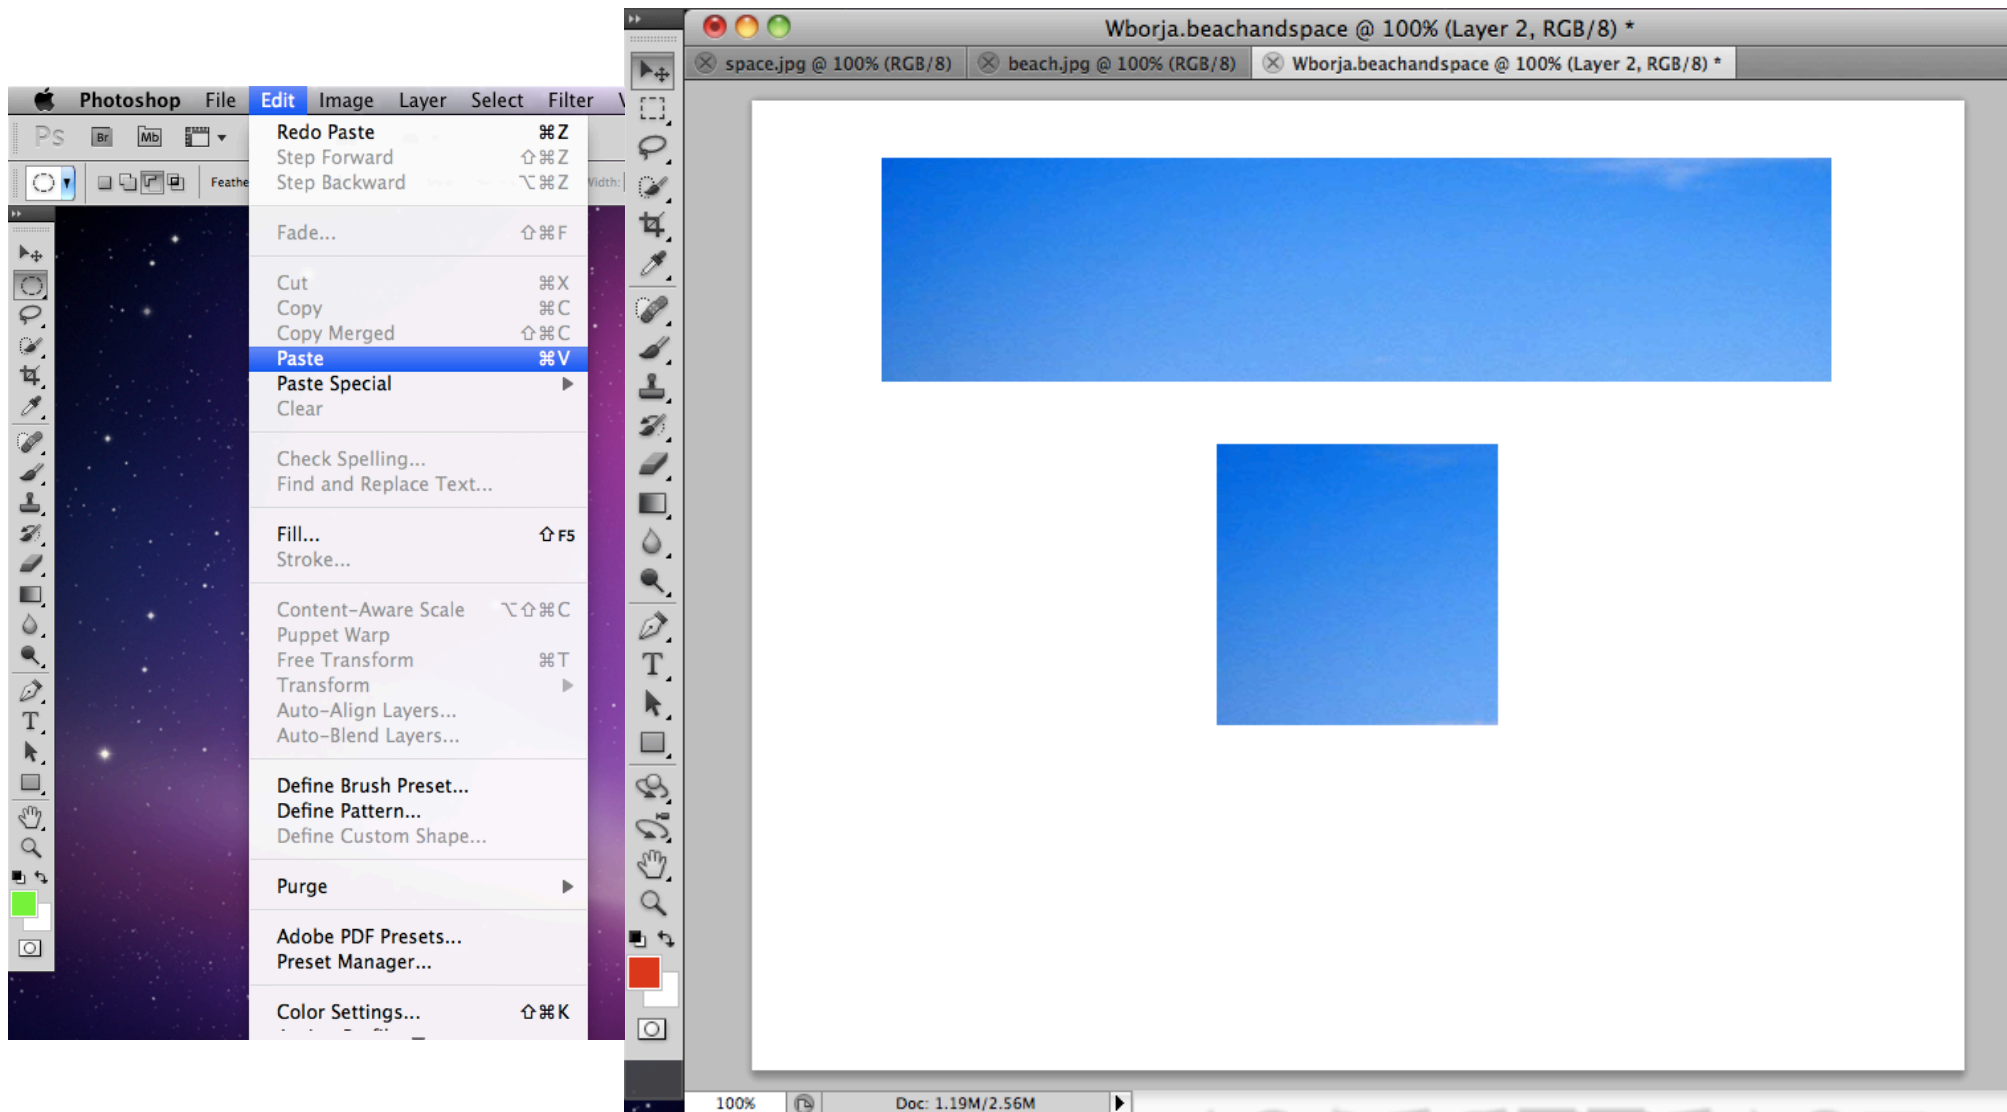 Photoshop File Edit Image Layer Select Filter
Ps Br Mb
Feathe
Width:
Redo Paste ⌘Z
Step Forward ⇧⌘Z
Step Backward ⌥⌘Z
Fade... ⇧⌘F
Cut ⌘X
Copy ⌘C
Copy Merged ⇧⌘C
Paste ⌘V
Paste Special
Clear
Check Spelling...
Find and Replace Text...
Fill... ⇧F5
Stroke...
Content-Aware Scale ⌥⇧⌘C
Puppet Warp
Free Transform ⌘T
Transform
Auto-Align Layers...
Auto-Blend Layers...
Define Brush Preset...
Define Pattern...
Define Custom Shape...
Purge
Adobe PDF Presets...
Preset Manager...
Color Settings... ⇧⌘K
T
Wborja.beachandspace @ 100% (Layer 2, RGB/8) *
space.jpg @ 100% (RGB/8) beach.jpg @ 100% (RGB/8) Wborja.beachandspace @ 100% (Layer 2, RGB/8) *
T
100% Doc: 1.19M/2.56M